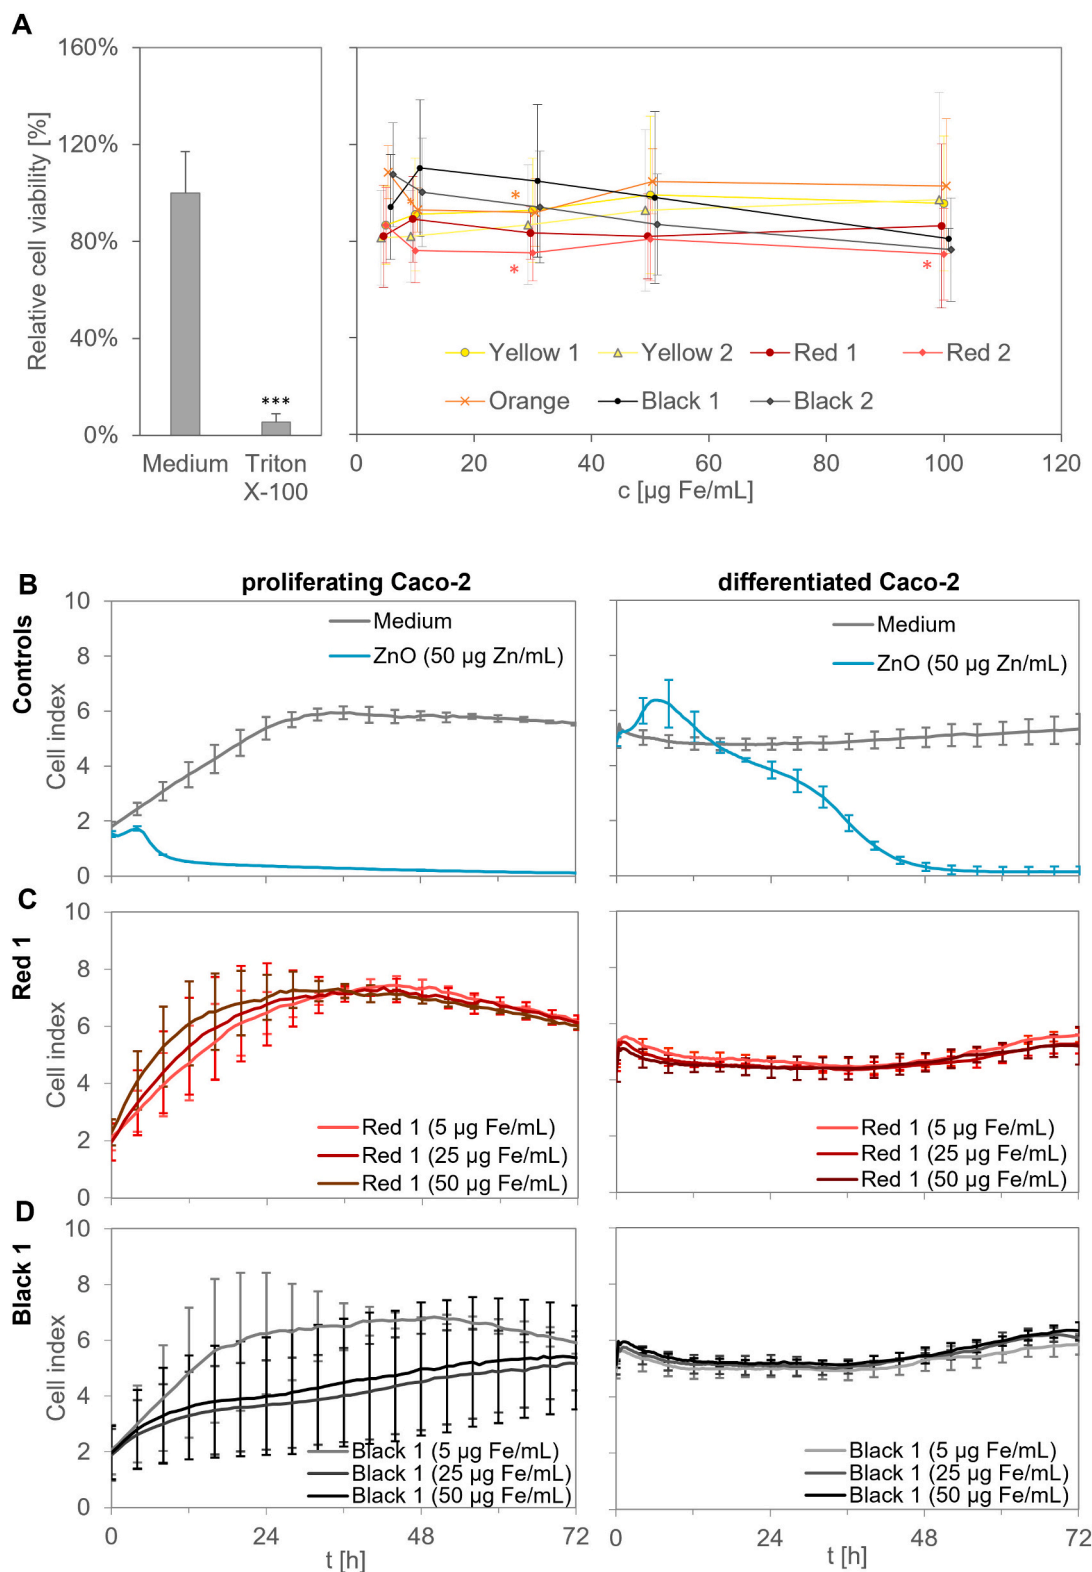 A
160%
120%
80%
40%
0%
Relative cell viability [%]
***
Medium
Triton
X-100
*
*
*
*
Yellow 1
Yellow 2
Red 1
Red 2
Orange
Black 1
Black 2
0
20
40
60
80
100
120
c [µg Fe/mL]
B
proliferating Caco-2
differentiated Caco-2
Controls
Cell index
10
8
6
4
2
0
Medium
ZnO (50 µg Zn/mL)
Medium
ZnO (50 µg Zn/mL)
C
Red 1
Cell index
10
8
6
4
2
0
Red 1 (5 µg Fe/mL)
Red 1 (25 µg Fe/mL)
Red 1 (50 µg Fe/mL)
Red 1 (5 µg Fe/mL)
Red 1 (25 µg Fe/mL)
Red 1 (50 µg Fe/mL)
D
Black 1
Cell index
10
8
6
4
2
0
Black 1 (5 µg Fe/mL)
Black 1 (25 µg Fe/mL)
Black 1 (50 µg Fe/mL)
0
24
48
72
t [h]
Black 1 (5 µg Fe/mL)
Black 1 (25 µg Fe/mL)
Black 1 (50 µg Fe/mL)
0
24
48
72
t [h]